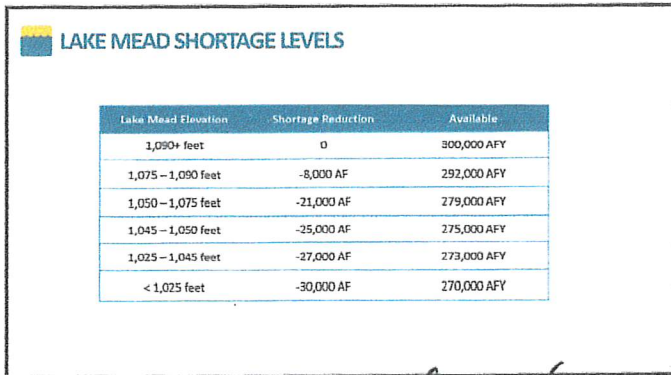 LAKE MEAD SHORTAGE LEVELS
Lake Mead Elevation Shortage Reduction Available
1,090+ feet 0 300,000 AFY
1,075 – 1,090 feet -8,000 AF 292,000 AFY
1,050 – 1,075 feet -21,000 AF 279,000 AFY
1,045 – 1,050 feet -25,000 AF 275,000 AFY
1,025 – 1,045 feet -27,000 AF 273,000 AFY
< 1,025 feet -30,000 AF 270,000 AFY